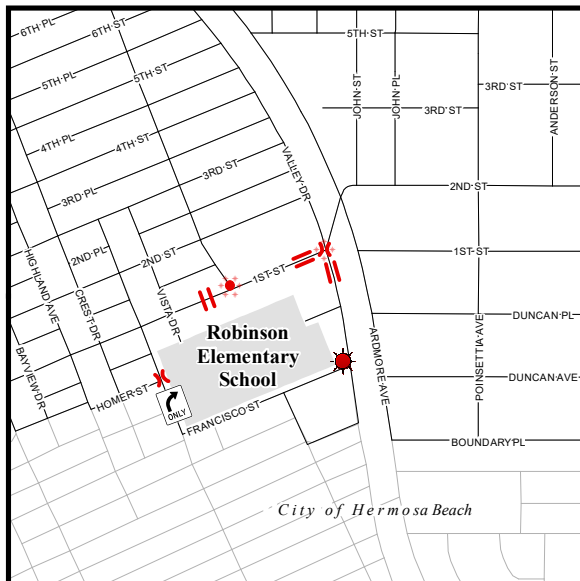 6TH PL
6TH ST
5TH PL
5TH ST
4TH PL
4TH ST
3RD PL
3RD ST
2ND PL
2ND ST
1ST ST
VALLEY DR
5TH ST
JOHN ST
JOHN PL
3RD ST
3RD ST
ANDERSON ST
2ND ST
1ST ST
HIGHLAND AVE
CREST DR
VISTA DR
BAYVIEW DR
Robinson
Elementary
School
ARDMORE AVE
POINSETTIA AVE
DUNCAN PL
DUNCAN AVE
BOUNDARY PL
HOMER ST
ONLY
FRANCISCO ST
City of Hermosa Beach